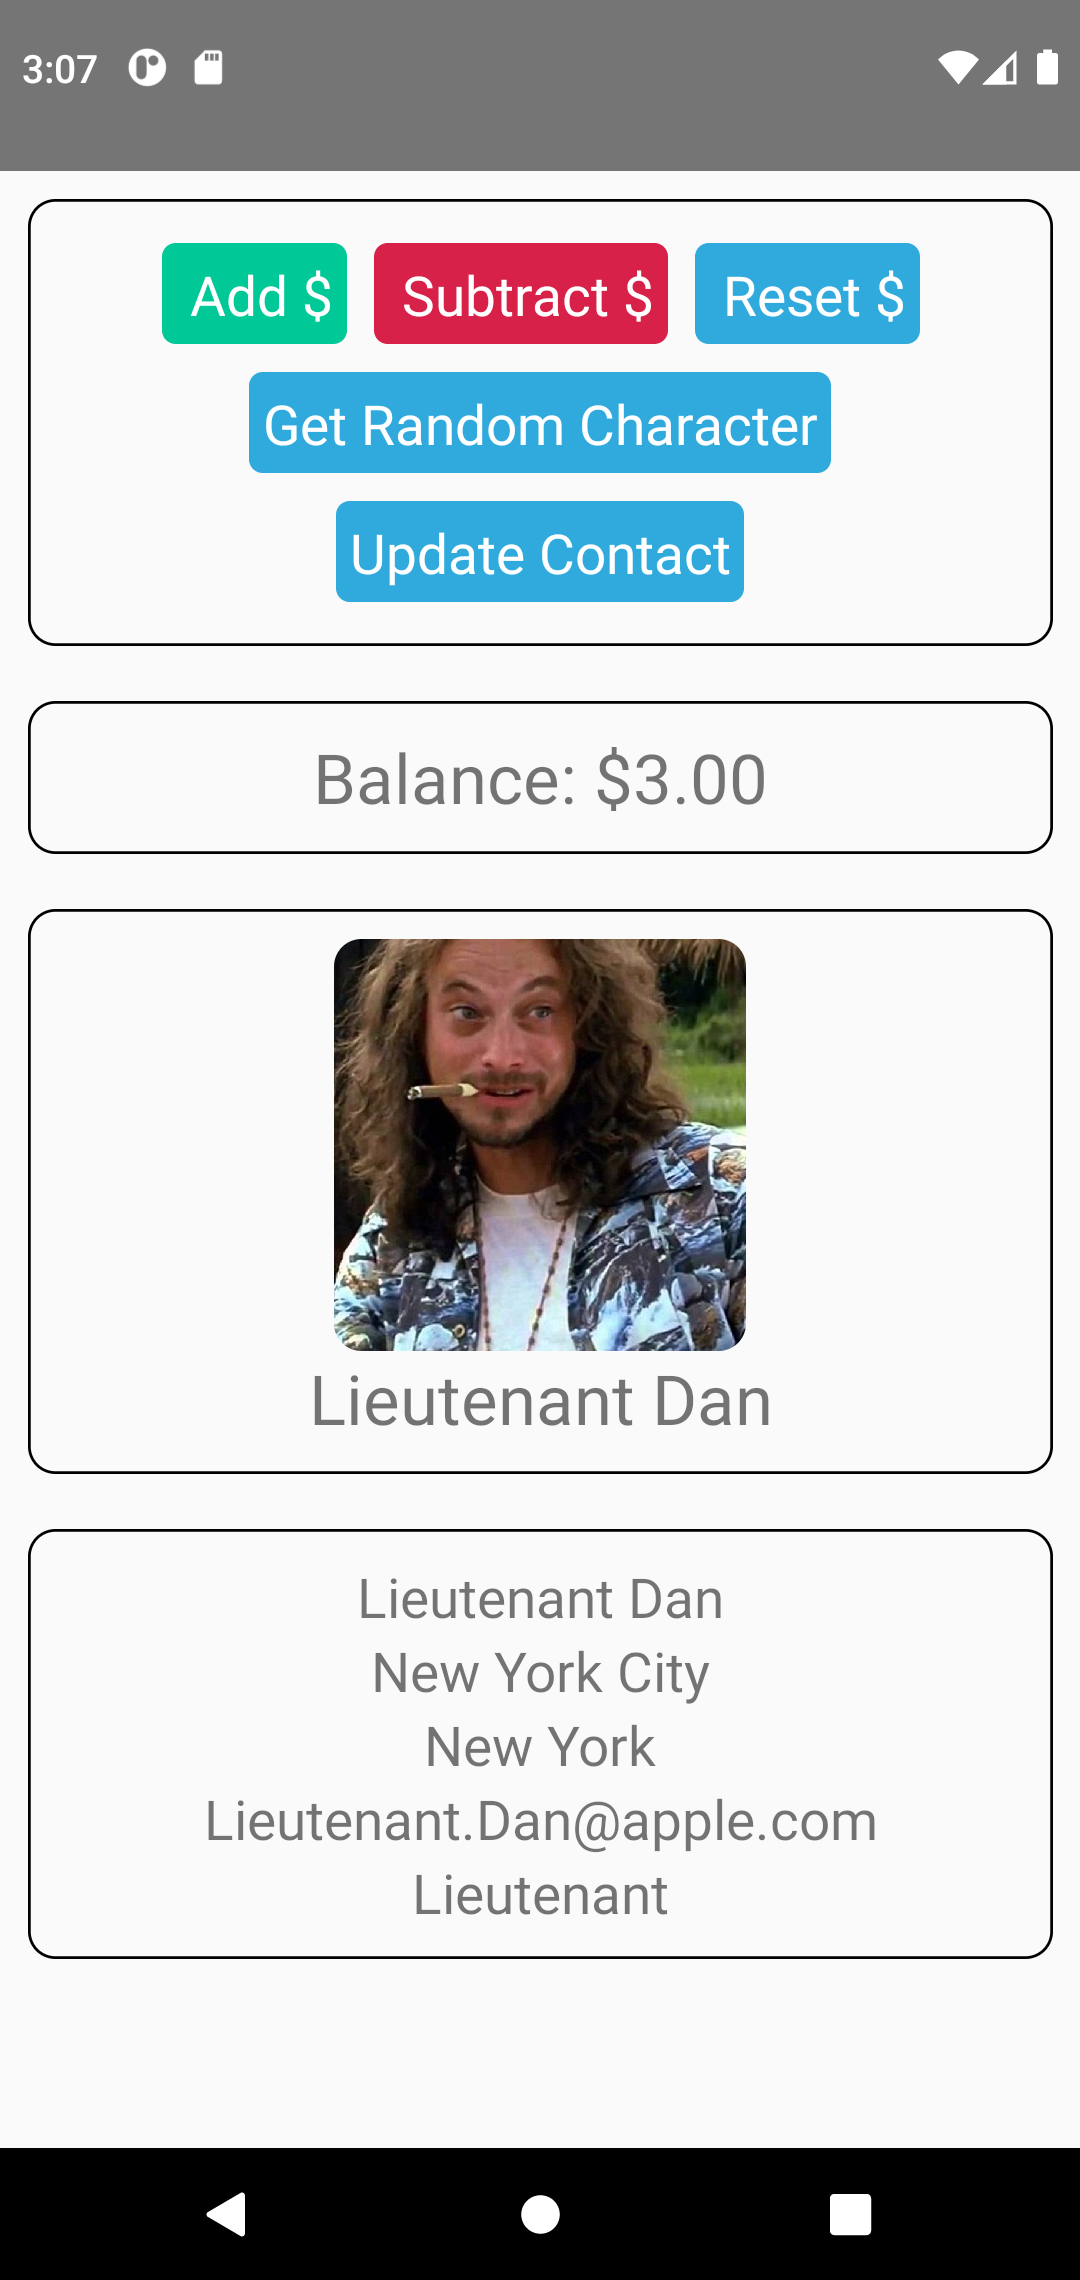 3:07
Add $ Subtract $ Reset $
Get Random Character
Update Contact
Balance: $3.00
Lieutenant Dan
Lieutenant Dan
New York City
New York
Lieutenant.Dan@apple.com
Lieutenant